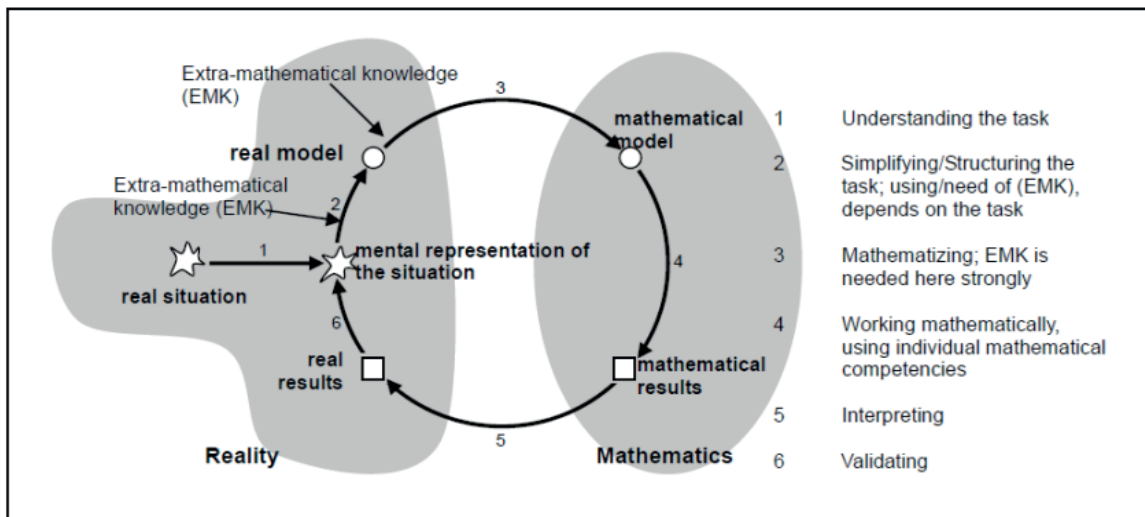 Extra-mathematical knowledge
(EMK)
3
mathematical
model
real model
Extra-mathematical
knowledge (EMK)
2
1
mental representation of
the situation
real situation
4
6
real
results
mathematical
results
5
Reality
Mathematics
1 Understanding the task
2 Simplifying/Structuring the
task; using/need of (EMK),
depends on the task
3 Mathematizing; EMK is
needed here strongly
4 Working mathematically,
using individual mathematical
competencies
5 Interpreting
6 Validating